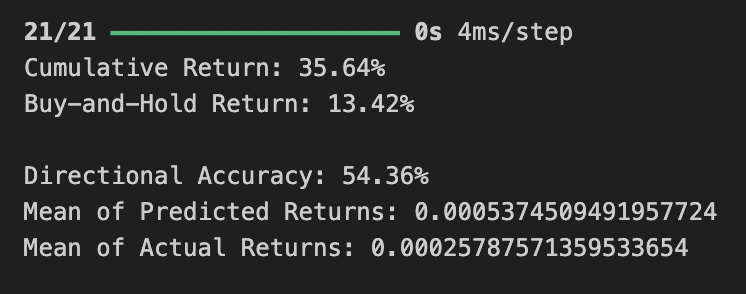 21/21 ━━━━━━━━━━━━━━━━━━━━ 0s 4ms/step
Cumulative Return: 35.64%
Buy-and-Hold Return: 13.42%
Directional Accuracy: 54.36%
Mean of Predicted Returns: 0.0005374509491957724
Mean of Actual Returns: 0.00025787571359533654